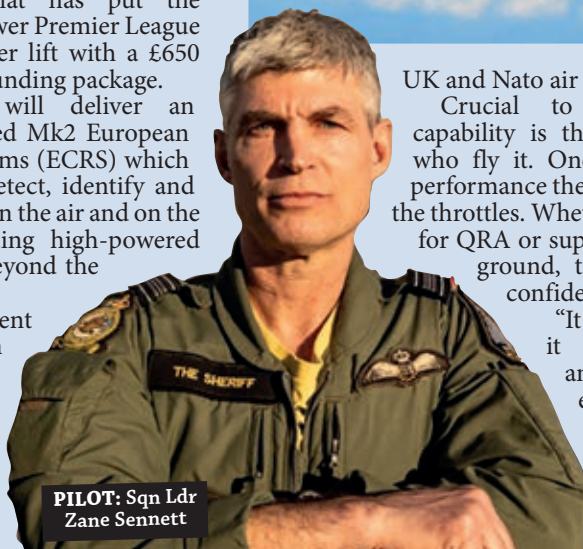 that has put the
wer Premier League
er lift with a £650
unding package.
will deliver an
ed Mk2 European
ms (ECRS) which
etect, identify and
n the air and on the
ing high-powered
eyond the
ent
UK and Nato air
Crucial to
capability is th
who fly it. On
performance the
the throttles. Whe
for QRA or sup
ground, t
confide
“It
it
an
e
THE SHERIFF
PILOT: Sqn Ldr
Zane Sennett